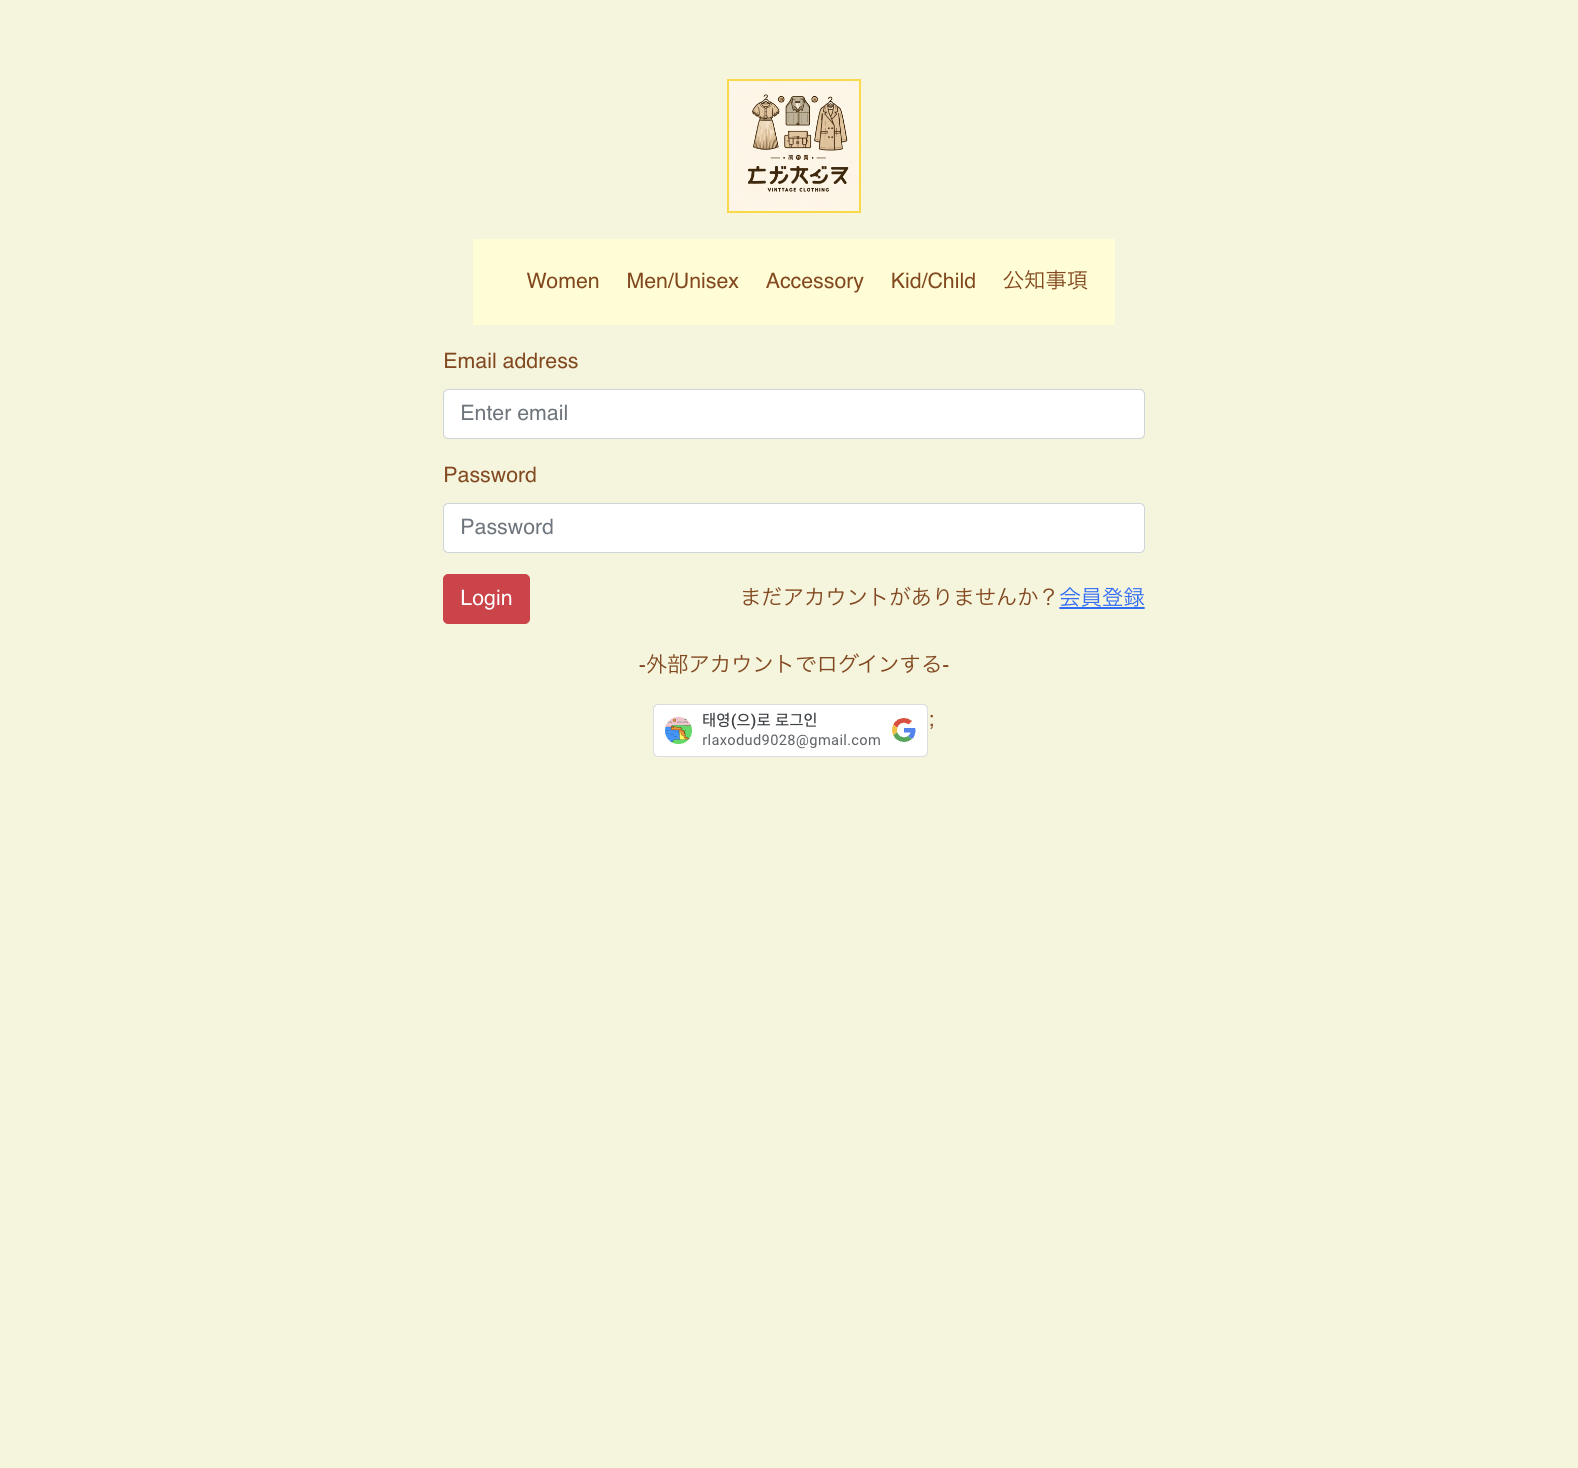 VINTTAGE CLOTHING
Women Men/Unisex Accessory Kid/Child 公知事項
Email address
Enter email
Password
Password
Login まだアカウントがありませんか？会員登録
-外部アカウントでログインする-
태영(으)로 로그인 ;
rlaxodud9028@gmail.com